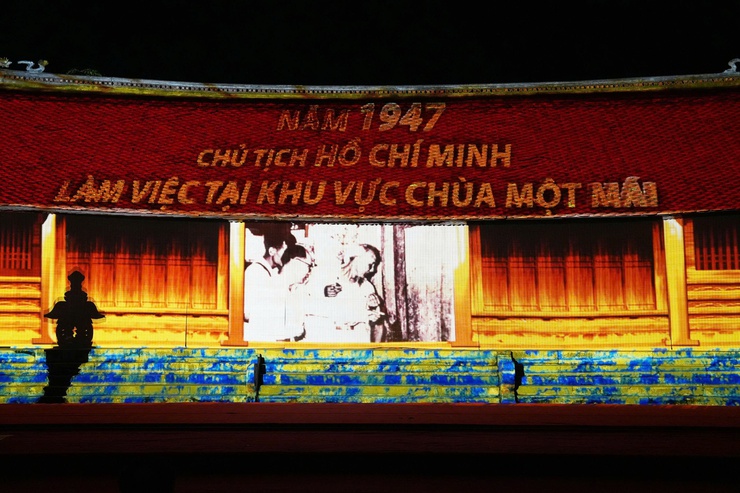 NĂM 1947
CHỦ TỊCH HỒ CHÍ MINH
LÀM VIỆC TẠI KHU VỰC CHÙA MỘT MÁI